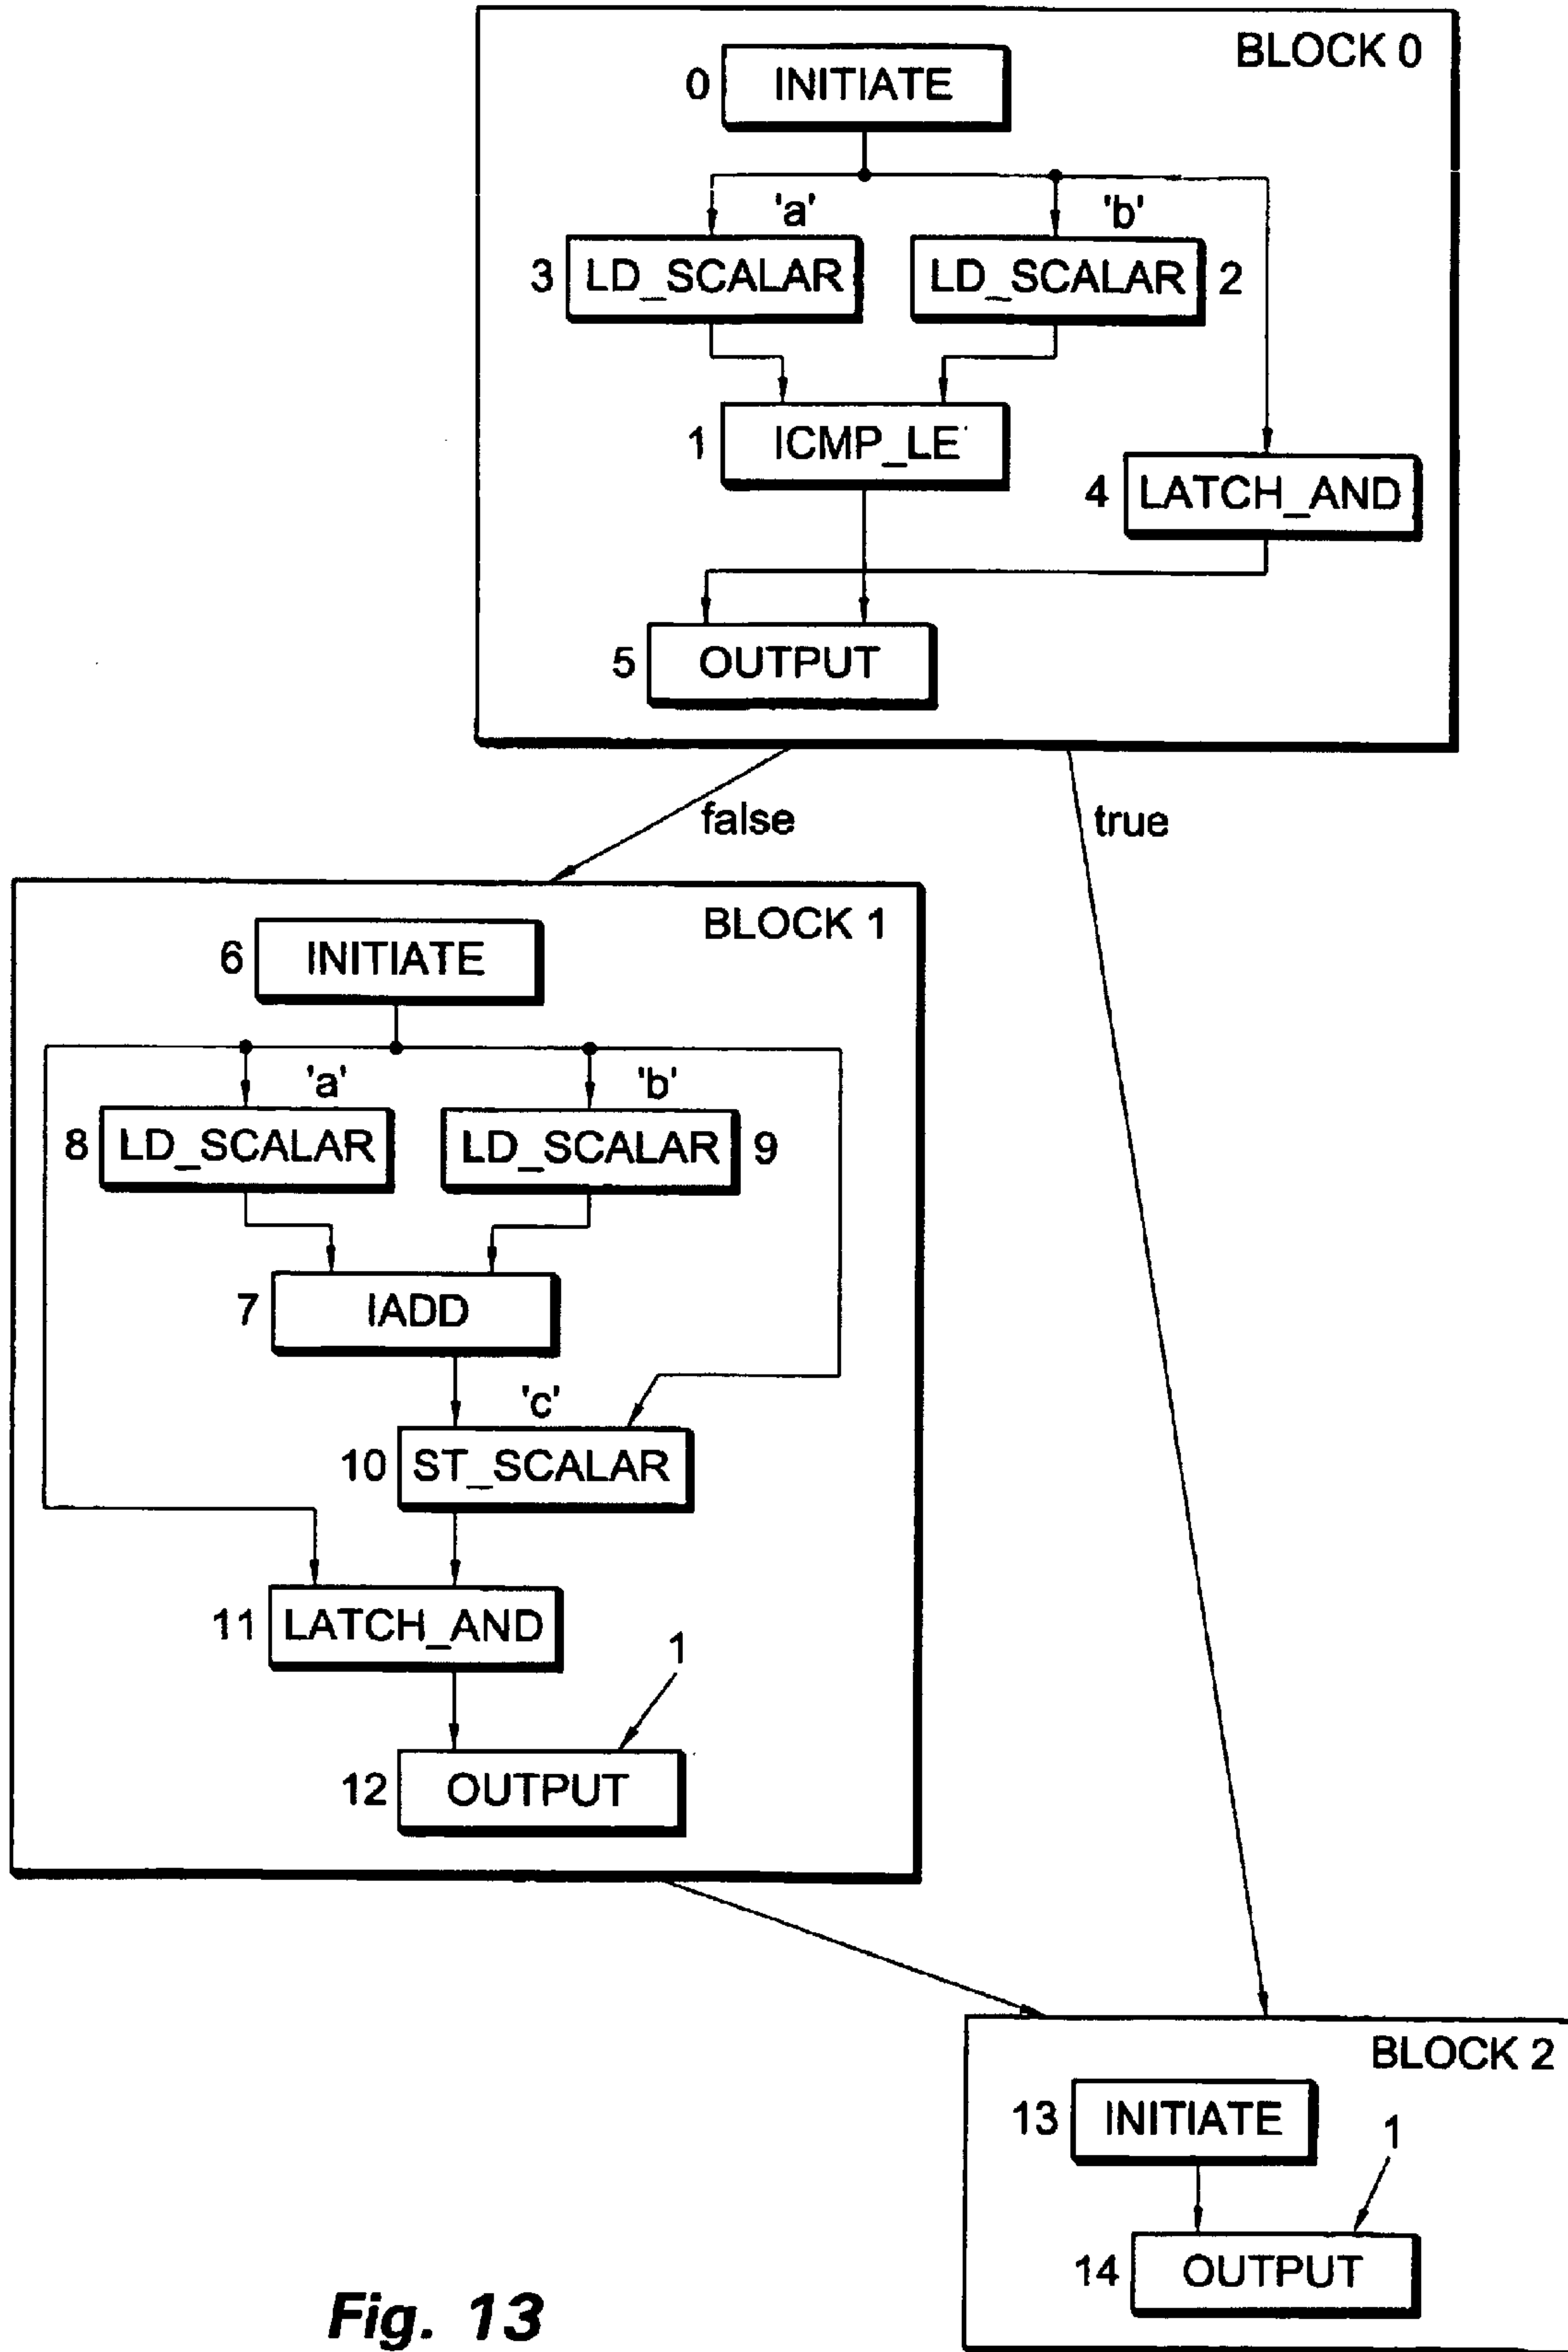 BLOCK 0
0 INITIATE
'a' 'b'
3 LD_SCALAR LD_SCALAR 2
1 ICMP_LE
4 LATCH_AND
5 OUTPUT
false true
BLOCK 1
6 INITIATE
'a' 'b'
8 LD_SCALAR LD_SCALAR 9
7 IADD
'c'
10 ST_SCALAR
11 LATCH_AND
1
12 OUTPUT
BLOCK 2
13 INITIATE
1
14 OUTPUT
Fig. 13